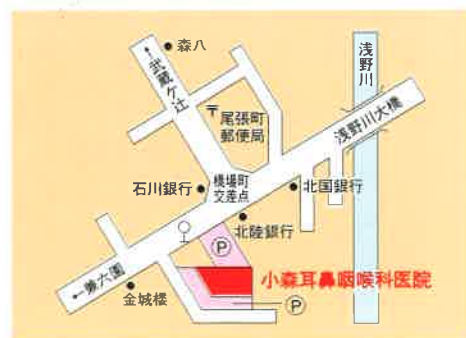 森八
武蔵ヶ辻
浅野川
〒
尾張町
郵便局
浅野川大橋
橋場町
交差点
石川銀行
北国銀行
北陸銀行
P
小森耳鼻咽喉科医院
兼六園
金城樓
P